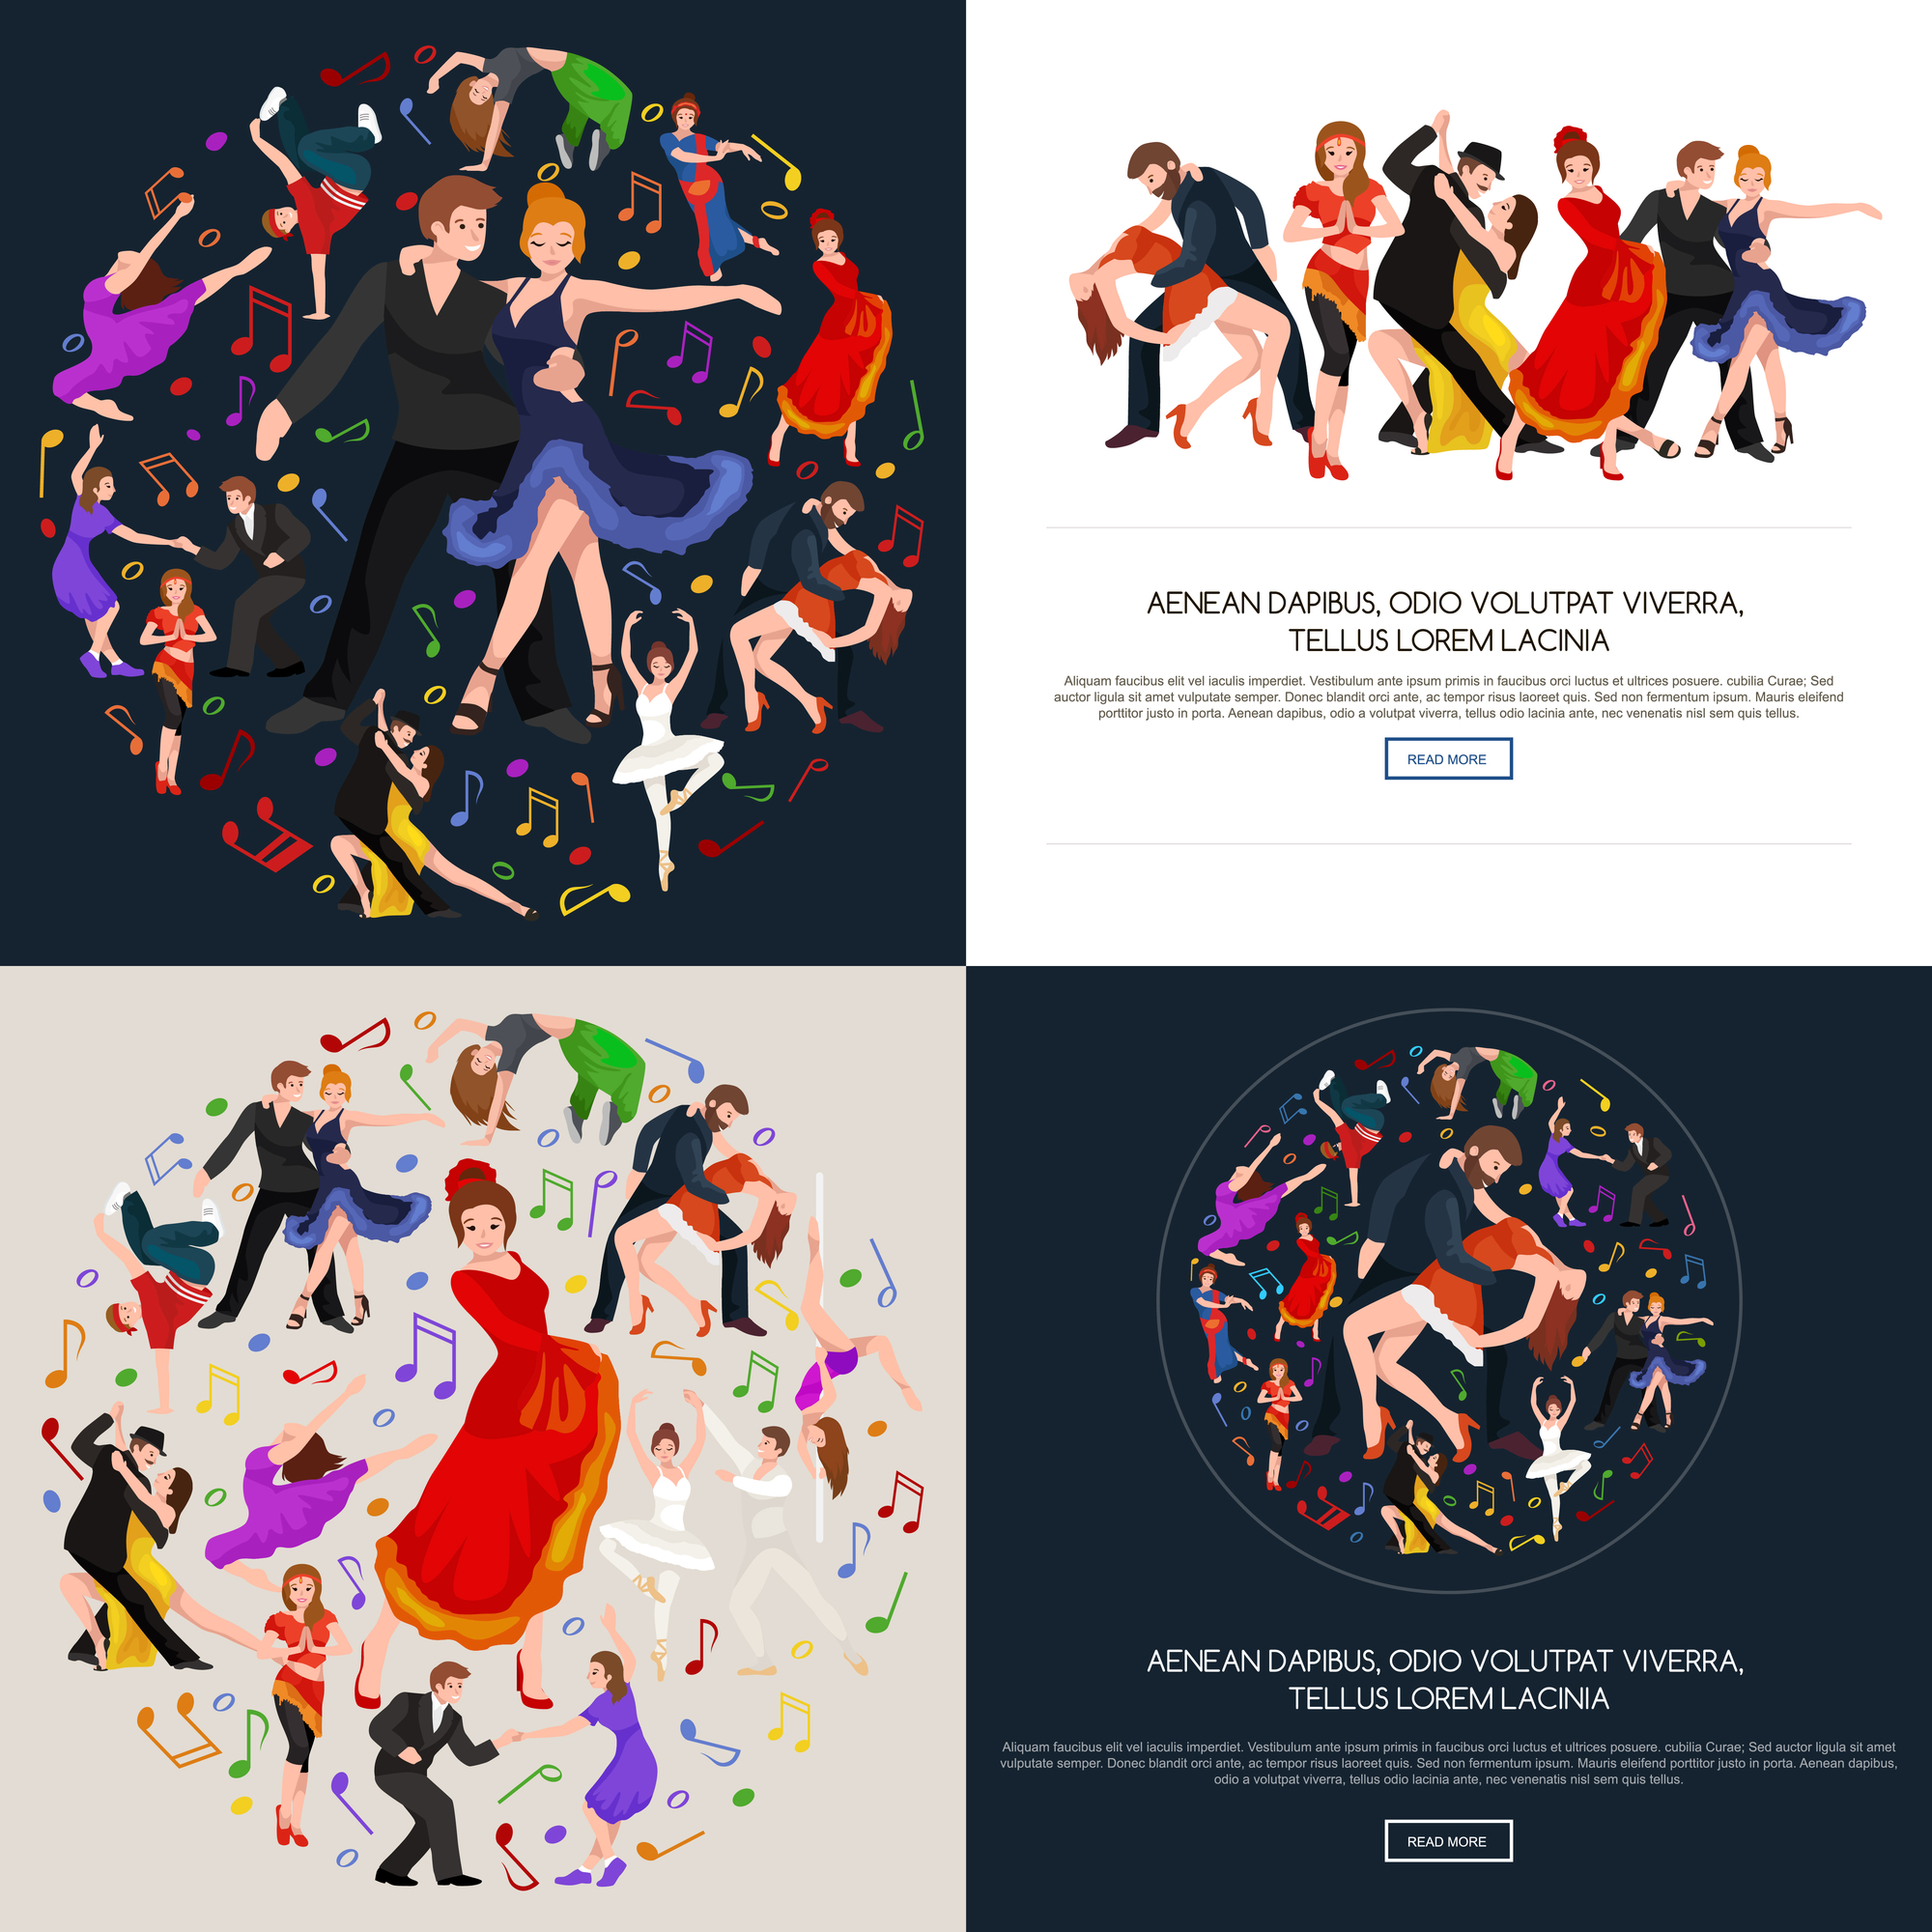 AENEAN DAPIBUS, ODIO VOLUTPAT VIVERRA,
TELLUS LOREM LACINIA
Aliquam faucibus elit vel iaculis imperdiet. Vestibulum ante ipsum primis in faucibus orci luctus et ultrices posuere. cubilia Curae; Sed
auctor ligula sit amet vulputate semper. Donec blandit orci ante, ac tempor risus laoreet quis. Sed non fermentum ipsum. Mauris eleifend
porttitor justo in porta. Aenean dapibus, odio a volutpat viverra, tellus odio lacinia ante, nec venenatis nisl sem quis tellus.
READ MORE
AENEAN DAPIBUS, ODIO VOLUTPAT VIVERRA,
TELLUS LOREM LACINIA
Aliquam faucibus elit vel iaculis imperdiet. Vestibulum ante ipsum primis in faucibus orci luctus et ultrices posuere. cubilia Curae; Sed auctor ligula sit amet
vulputate semper. Donec blandit orci ante, ac tempor risus laoreet quis. Sed non fermentum ipsum. Mauris eleifend porttitor justo in porta. Aenean dapibus,
odio a volutpat viverra, tellus odio lacinia ante, nec venenatis nisl sem quis tellus.
READ MORE